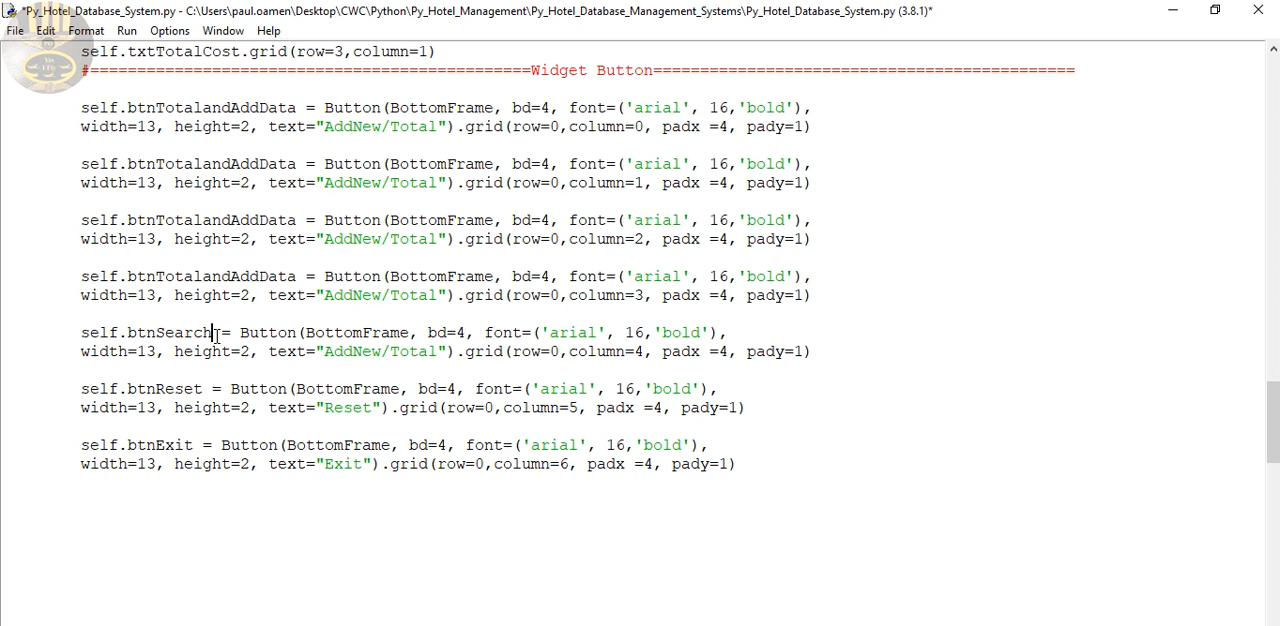 *Py_Hotel_Database_System.py - C:\Users\paul.oamen\Desktop\CWC\Python\Py_Hotel_Management\Py_Hotel_Database_Management_Systems\Py_Hotel_Database_System.py (3.8.1)*
File Edit Format Run Options Window Help
self.txtTotalCost.grid(row=3,column=1)
#===============================================Widget Button=============================================
self.btnTotalandAddData = Button(BottomFrame, bd=4, font=('arial', 16,'bold'),
width=13, height=2, text="AddNew/Total").grid(row=0,column=0, padx =4, pady=1)
self.btnTotalandAddData = Button(BottomFrame, bd=4, font=('arial', 16,'bold'),
width=13, height=2, text="AddNew/Total").grid(row=0,column=1, padx =4, pady=1)
self.btnTotalandAddData = Button(BottomFrame, bd=4, font=('arial', 16,'bold'),
width=13, height=2, text="AddNew/Total").grid(row=0,column=2, padx =4, pady=1)
self.btnTotalandAddData = Button(BottomFrame, bd=4, font=('arial', 16,'bold'),
width=13, height=2, text="AddNew/Total").grid(row=0,column=3, padx =4, pady=1)
self.btnSearch = Button(BottomFrame, bd=4, font=('arial', 16,'bold'),
width=13, height=2, text="AddNew/Total").grid(row=0,column=4, padx =4, pady=1)
self.btnReset = Button(BottomFrame, bd=4, font=('arial', 16,'bold'),
width=13, height=2, text="Reset").grid(row=0,column=5, padx =4, pady=1)
self.btnExit = Button(BottomFrame, bd=4, font=('arial', 16,'bold'),
width=13, height=2, text="Exit").grid(row=0,column=6, padx =4, pady=1)